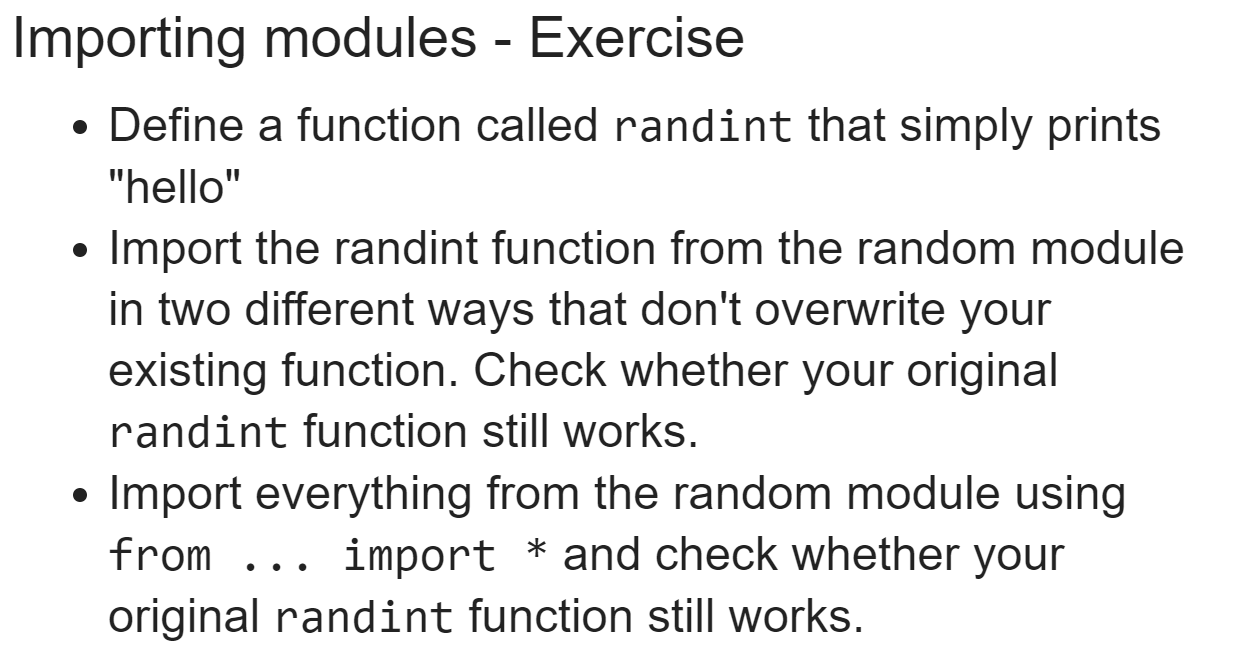 Importing modules - Exercise
• Define a function called randint that simply prints
"hello"
• Import the randint function from the random module
in two different ways that don't overwrite your
existing function. Check whether your original
randint function still works.
• Import everything from the random module using
from ... import * and check whether your
original randint function still works.